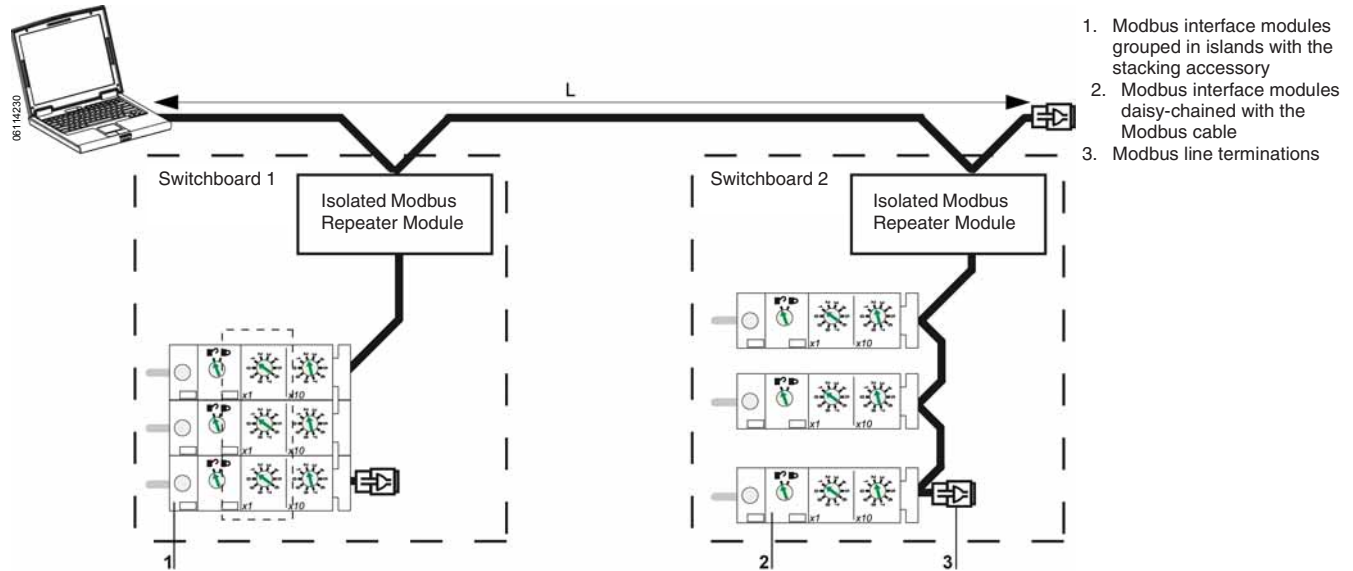 06114230
L
1. Modbus interface modules
grouped in islands with the
stacking accessory
2. Modbus interface modules
daisy-chained with the
Modbus cable
3. Modbus line terminations
Switchboard 1
Isolated Modbus
Repeater Module
Switchboard 2
Isolated Modbus
Repeater Module
x1 x10
x1 x10
x1 x10
x1 x10
x1 x10
x1 x10
1
2
3